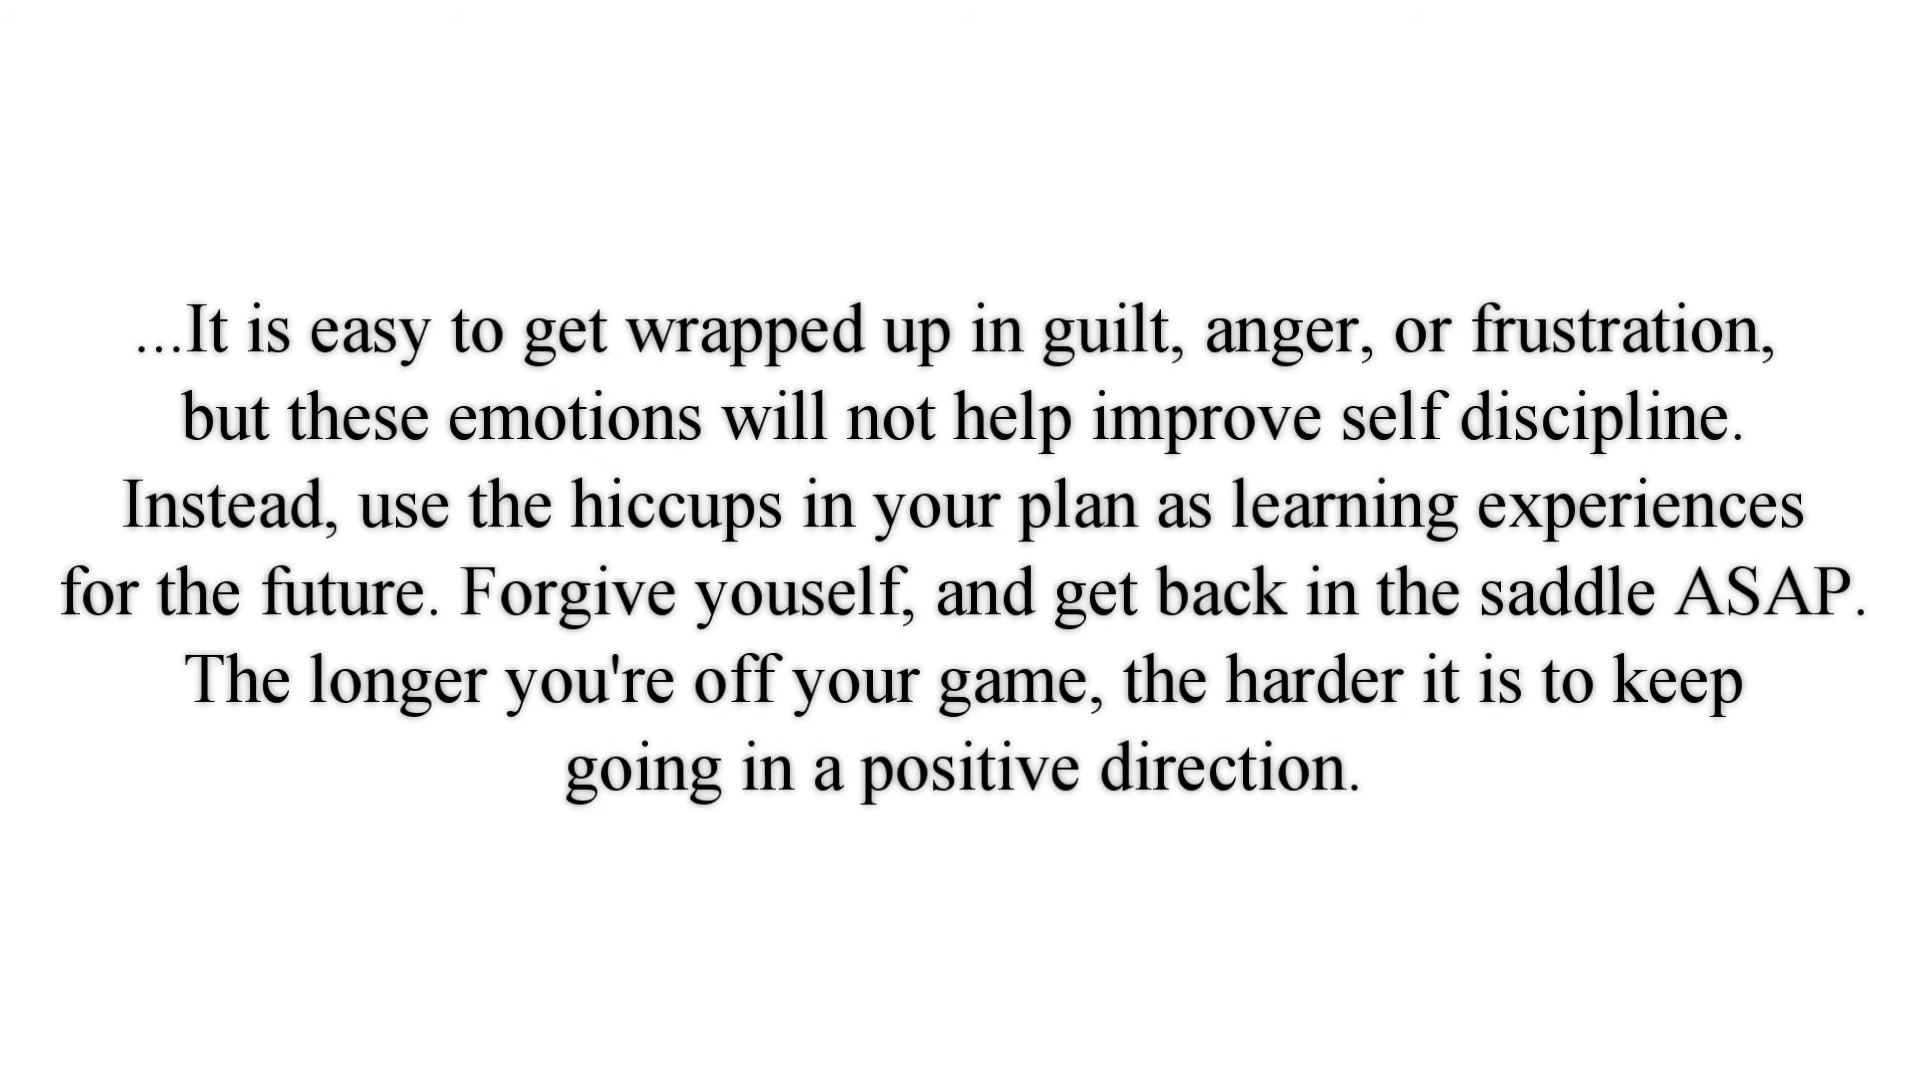 ...It is easy to get wrapped up in guilt, anger, or frustration,
but these emotions will not help improve self discipline.
Instead, use the hiccups in your plan as learning experiences
for the future. Forgive youself, and get back in the saddle ASAP.
The longer you're off your game, the harder it is to keep
going in a positive direction.